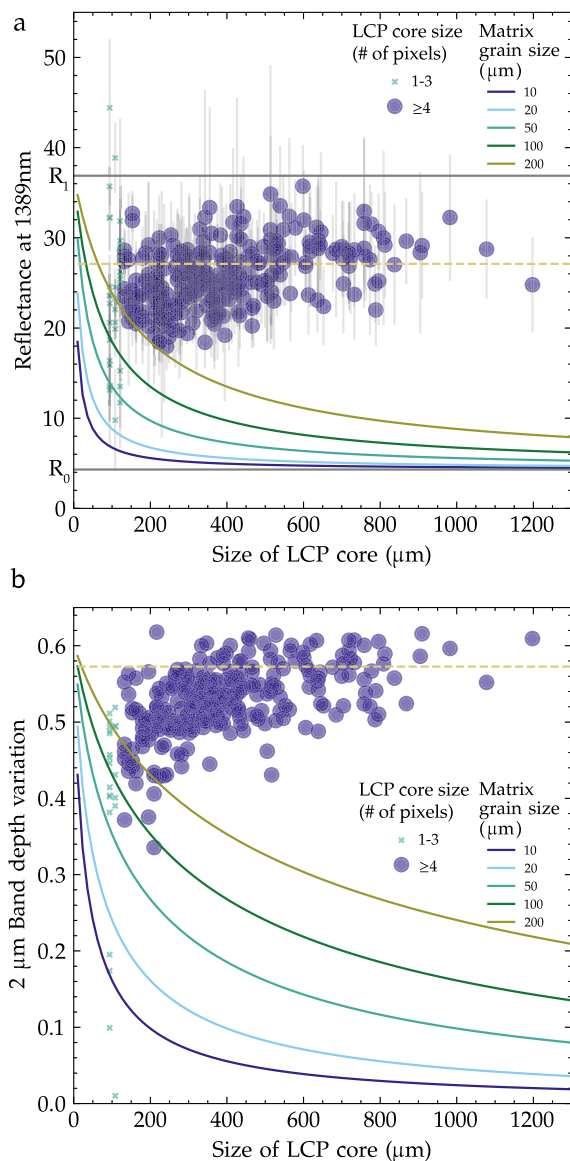 a
LCP core size
(# of pixels)
1-3
≥4
Matrix
grain size
(μm)
10
20
50
100
200
50
40
R1
30
20
10
R0
0
Reflectance at 1389nm
0 200 400 600 800 1000 1200
Size of LCP core (μm)
b
0.6
0.5
0.4
0.3
0.2
0.1
0.0
2 μm Band depth variation
LCP core size
(# of pixels)
1-3
≥4
Matrix
grain size
(μm)
10
20
50
100
200
0 200 400 600 800 1000 1200
Size of LCP core (μm)